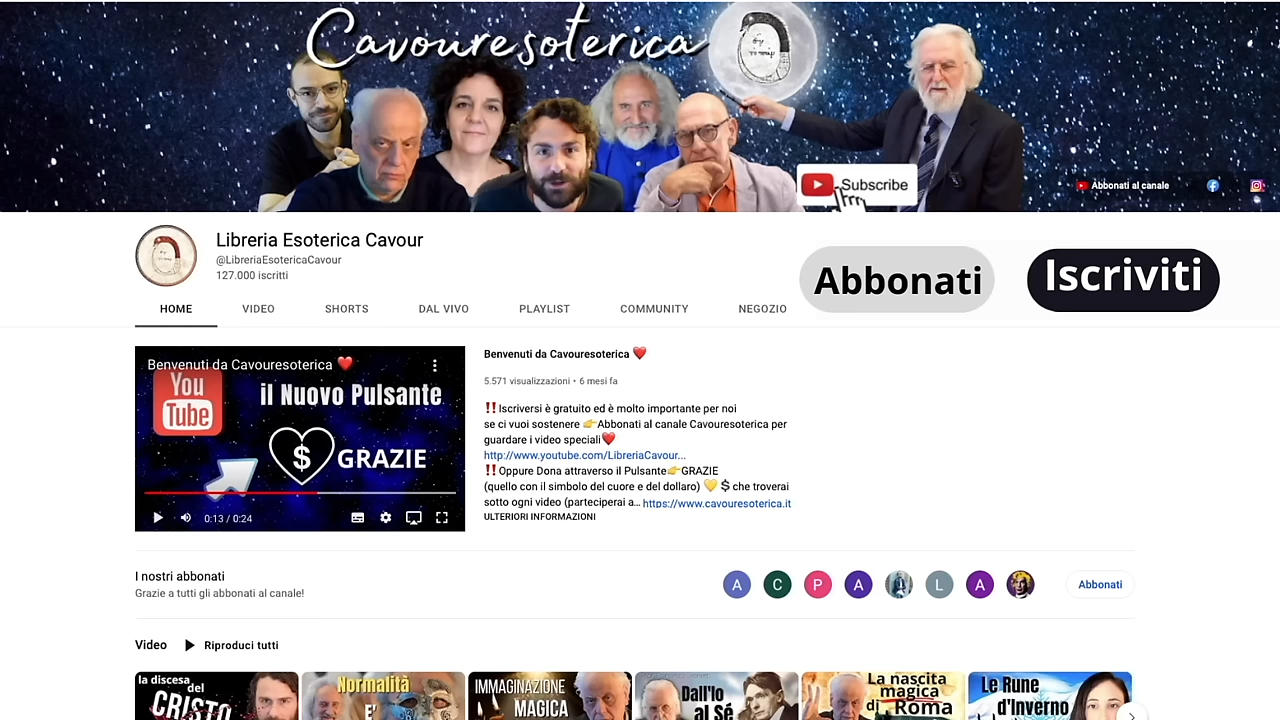 Cavouresoterica
Subscribe
Abbonati al canale
Libreria Esoterica Cavour
@LibreriaEsotericaCavour
127.000 iscritti
Abbonati
Iscriviti
HOME
VIDEO
SHORTS
DAL VIVO
PLAYLIST
COMMUNITY
NEGOZIO
Benvenuti da Cavouresoterica ❤️
You
Tube
il Nuovo Pulsante
$
GRAZIE
0:13 / 0:24
Benvenuti da Cavouresoterica ❤️
5.571 visualizzazioni • 6 mesi fa
‼️Iscriversi è gratuito ed è molto importante per noi
se ci vuoi sostenere 👉Abbonati al canale Cavouresoterica per
guardare i video speciali❤️
http://www.youtube.com/LibreriaCavour...
‼️Oppure Dona attraverso il Pulsante👉GRAZIE
(quello con il simbolo del cuore e del dollaro) 💛💲che troverai
sotto ogni video (parteciperai a... https://www.cavouresoterica.it
ULTERIORI INFORMAZIONI
I nostri abbonati
Grazie a tutti gli abbonati al canale!
A
C
P
A
L
A
Abbonati
Video
Riproduci tutti
la discesa
del
CRISTO
Normalità
E'
IMMAGINAZIONE
MAGICA
Dall'Io
al Sé
La nascita
magica
di Roma
Le Rune
d'Inverno